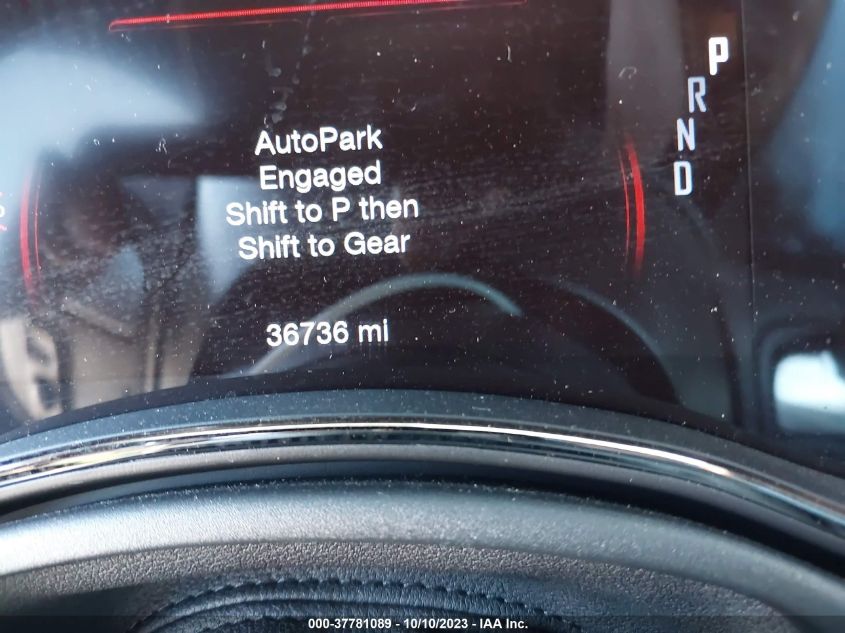 P
R
N
D
AutoPark
Engaged
Shift to P then
Shift to Gear
36736 mi
000-37781089 - 10/10/2023 - IAA Inc.